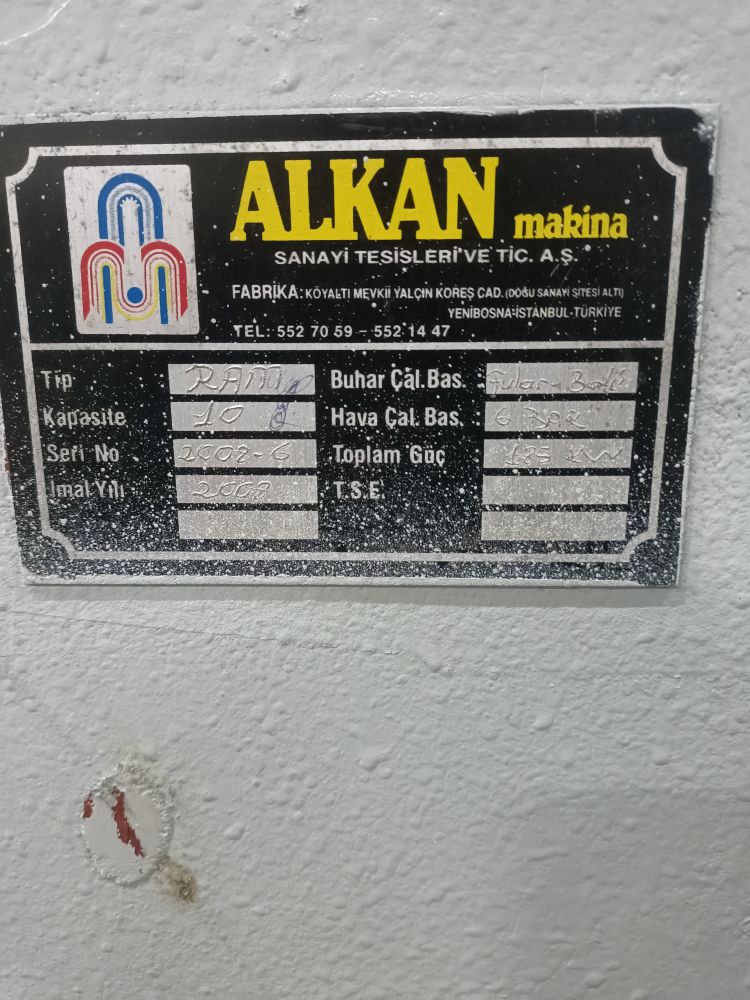 ALKAN makina
SANAYİ TESİSLERİ VE TİC. A.Ş.
FABRİKA: KÖYALTI MEVKİİ YALÇIN KOREŞ CAD. (DOĞU SANAYİ SİTESİ ALTI)
YENİBOSNA-İSTANBUL-TÜRKİYE
TEL: 552 70 59 - 552 14 47
Tip RAM Buhar Çal. Bas.
Kapasite 10 Hava Çal. Bas. 6 BAR
Seri No 2008-6 Toplam Güç KW
İmal Yılı 2008 T.S.E.